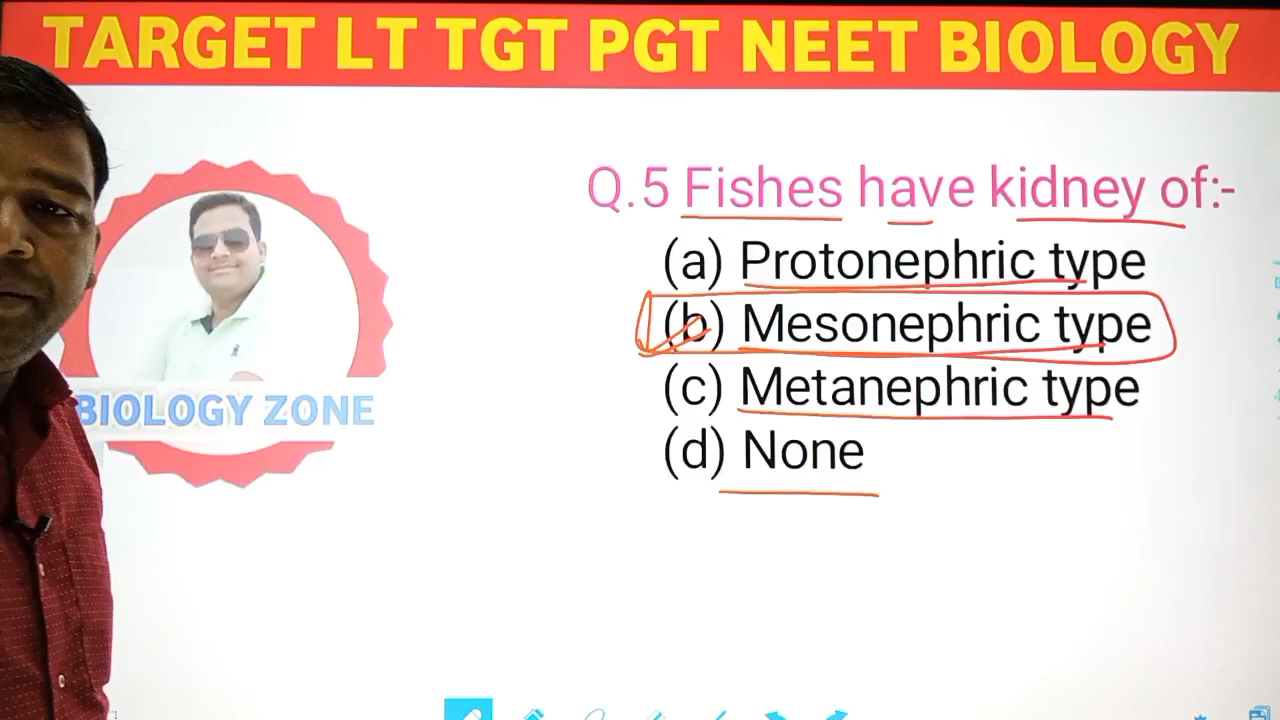 TARGET LT TGT PGT NEET BIOLOGY
Q.5 Fishes have kidney of:-
(a) Protonephric type
(b) Mesonephric type
(c) Metanephric type
(d) None
BIOLOGY ZONE